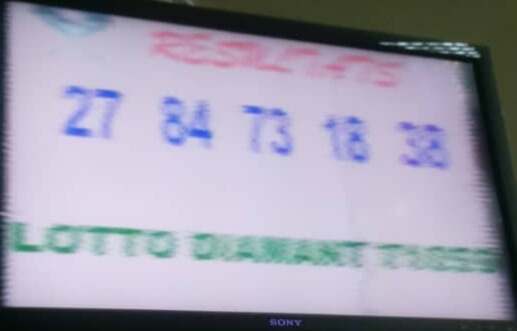 RESULTATS
27 84 73 18 38
LOTTO DIAMANT
SONY